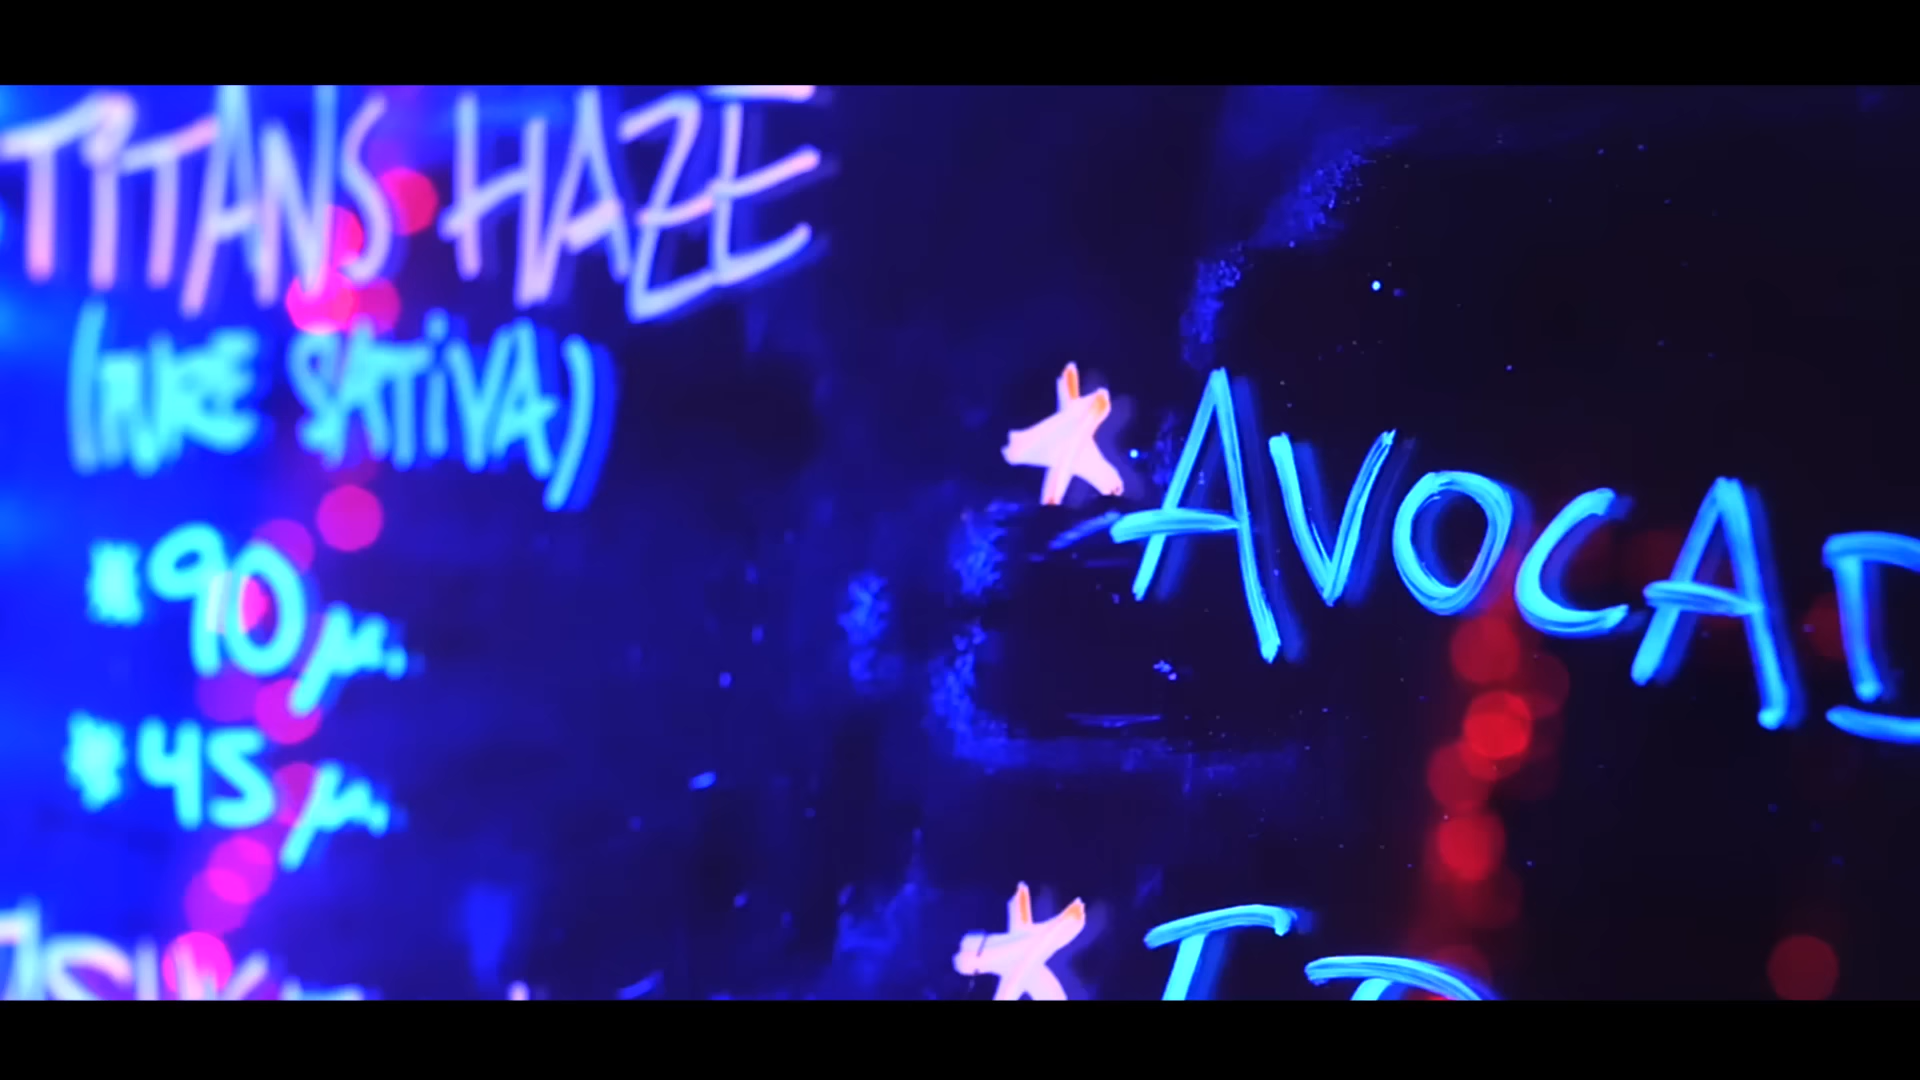 TiTANS HAZE
(PURE SATiVA)
*90 µ.
*45 µ.
*AVOCAD